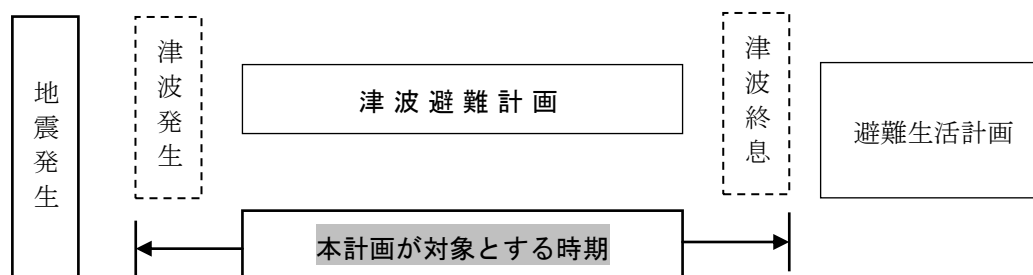 地震発生
津波発生
津波避難計画
津波終息
避難生活計画
本計画が対象とする時期